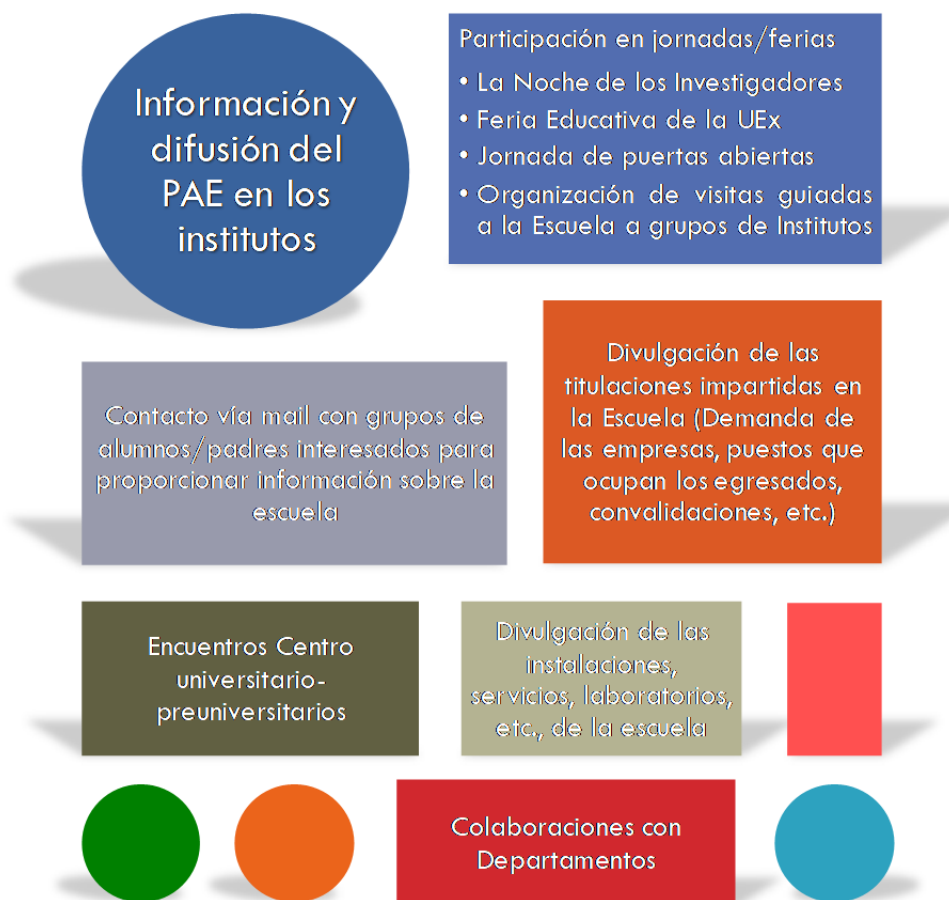 Información y
difusión del
PAE en los
institutos
Participación en jornadas/ferias
• La Noche de los Investigadores
• Feria Educativa de la UEx
• Jornada de puertas abiertas
• Organización de visitas guiadas
a la Escuela a grupos de Institutos
Contacto vía mail con grupos de
alumnos/padres interesados para
proporcionar información sobre la
escuela
Divulgación de las
titulaciones impartidas en
la Escuela (Demanda de
las empresas, puestos que
ocupan los egresados,
convalidaciones, etc.)
Encuentros Centro
universitario-
preuniversitarios
Divulgación de las
instalaciones,
servicios, laboratorios,
etc., de la escuela
Colaboraciones con
Departamentos